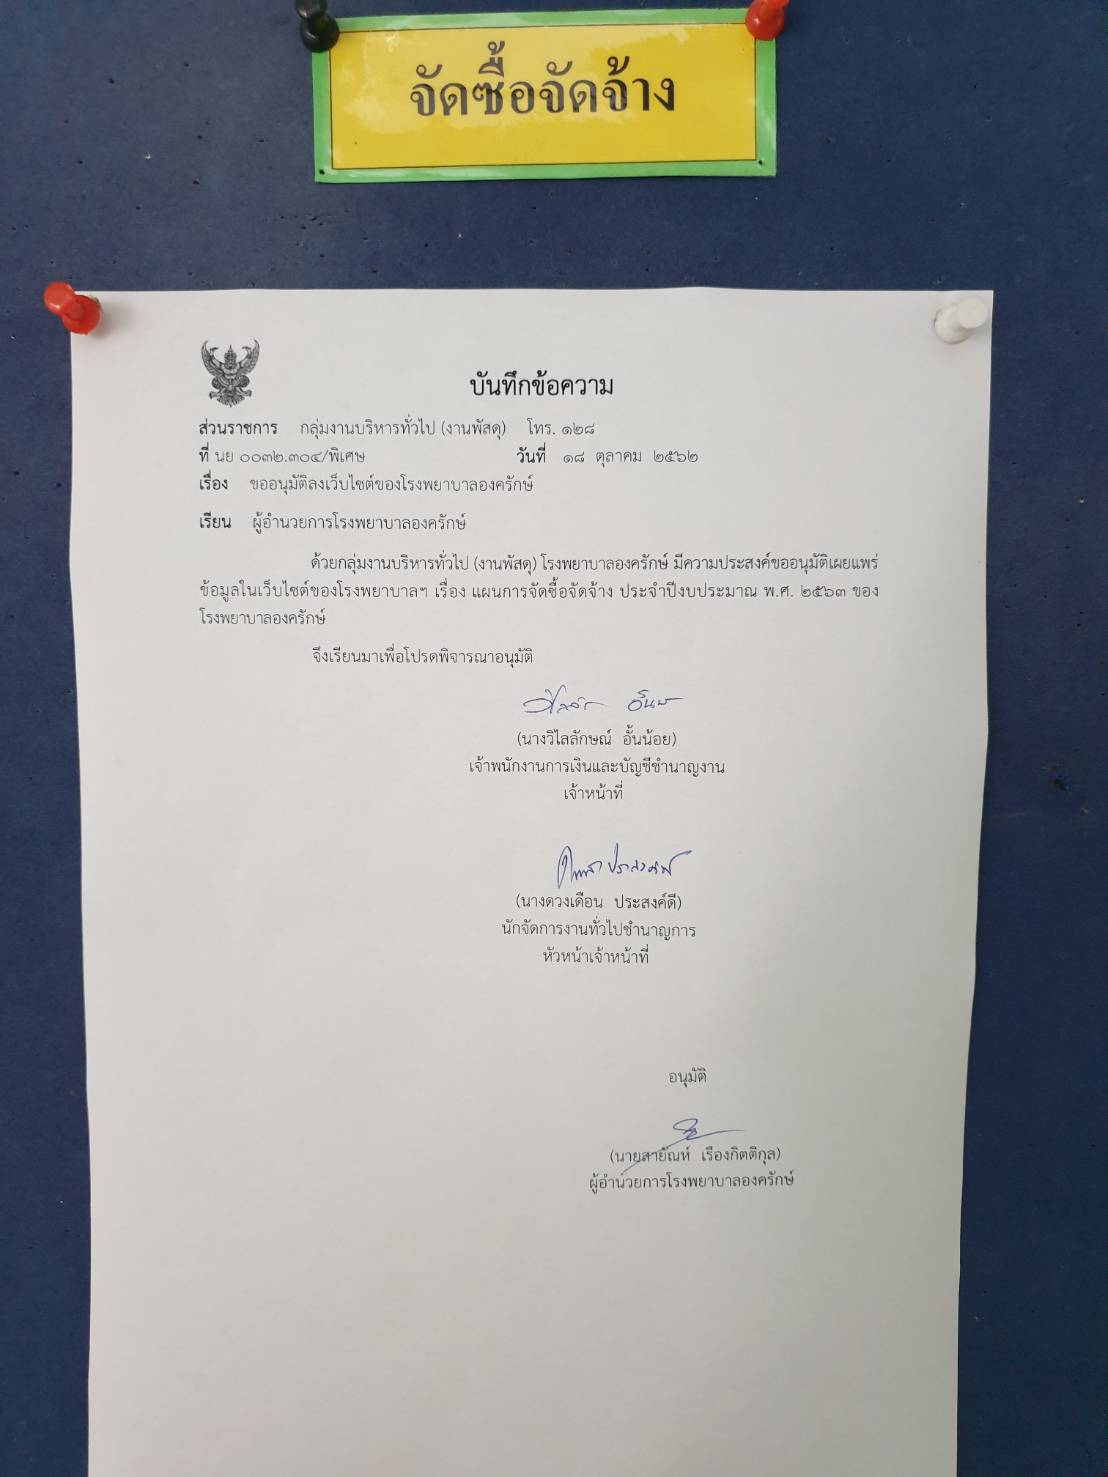 จัดซื้อจัดจ้าง
บันทึกข้อความ
ส่วนราชการ กลุ่มงานบริหารทั่วไป (งานพัสดุ) โทร. ๑๒๘
ที่ นย ๐๐๓๒.๓๐๔/พิเศษ วันที่ ๑๘ ตุลาคม ๒๕๖๒
เรื่อง ขออนุมัติลงเว็บไซต์ของโรงพยาบาลองครักษ์
เรียน ผู้อำนวยการโรงพยาบาลองครักษ์
ด้วยกลุ่มงานบริหารทั่วไป (งานพัสดุ) โรงพยาบาลองครักษ์ มีความประสงค์ขออนุมัติเผยแพร่
ข้อมูลในเว็บไซต์ของโรงพยาบาลฯ เรื่อง แผนการจัดซื้อจัดจ้าง ประจำปีงบประมาณ พ.ศ. ๒๕๖๓ ของ
โรงพยาบาลองครักษ์
จึงเรียนมาเพื่อโปรดพิจารณาอนุมัติ
(นางวิไลลักษณ์ อั้นน้อย)
เจ้าพนักงานการเงินและบัญชีชำนาญงาน
เจ้าหน้าที่
(นางดวงเดือน ประสงค์ดี)
นักจัดการงานทั่วไปชำนาญการ
หัวหน้าเจ้าหน้าที่
อนุมัติ
(นายสายัณห์ เรืองกิตติกุล)
ผู้อำนวยการโรงพยาบาลองครักษ์